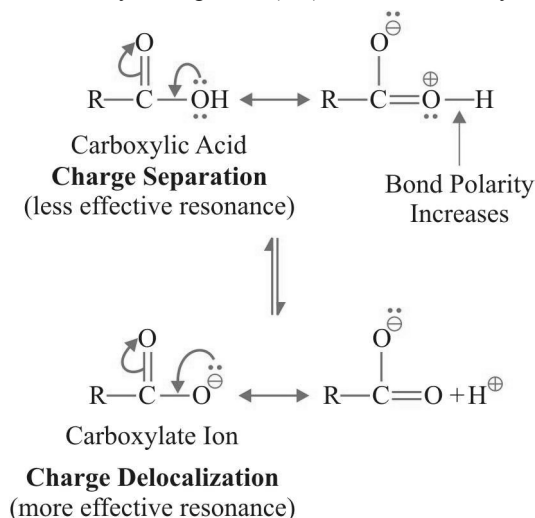 O O⊖
R—C—OH ⟷ R—C=O⊕—H
Carboxylic Acid
Charge Separation
(less effective resonance)
Bond Polarity
Increases
O O⊖
R—C—O⊖ ⟷ R—C=O + H⊕
Carboxylate Ion
Charge Delocalization
(more effective resonance)